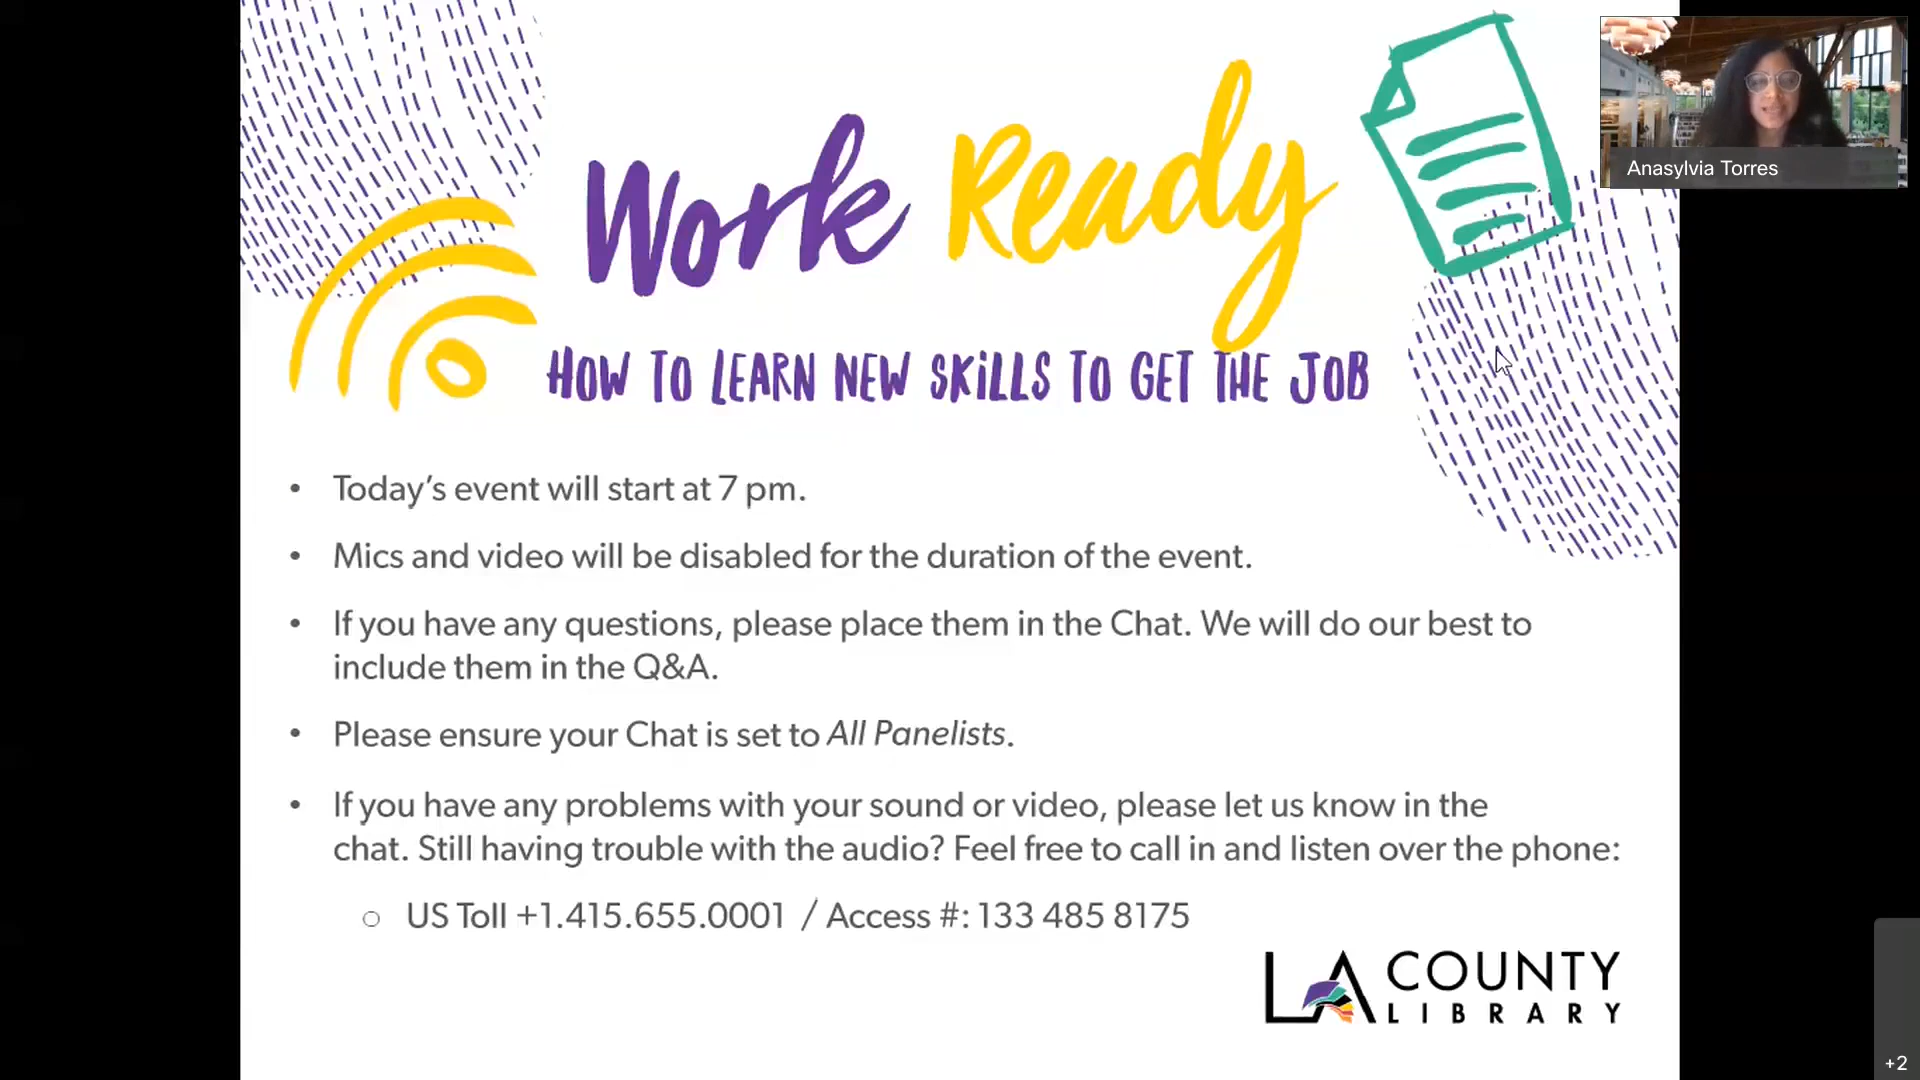 Work Ready
HOW TO LEARN NEW SKiLLS TO GET THE JOB
Anasylvia Torres
• Today’s event will start at 7 pm.
• Mics and video will be disabled for the duration of the event.
• If you have any questions, please place them in the Chat. We will do our best to
include them in the Q&A.
• Please ensure your Chat is set to All Panelists.
• If you have any problems with your sound or video, please let us know in the
chat. Still having trouble with the audio? Feel free to call in and listen over the phone:
○ US Toll +1.415.655.0001 / Access #: 133 485 8175
LA COUNTY
LIBRARY
+2